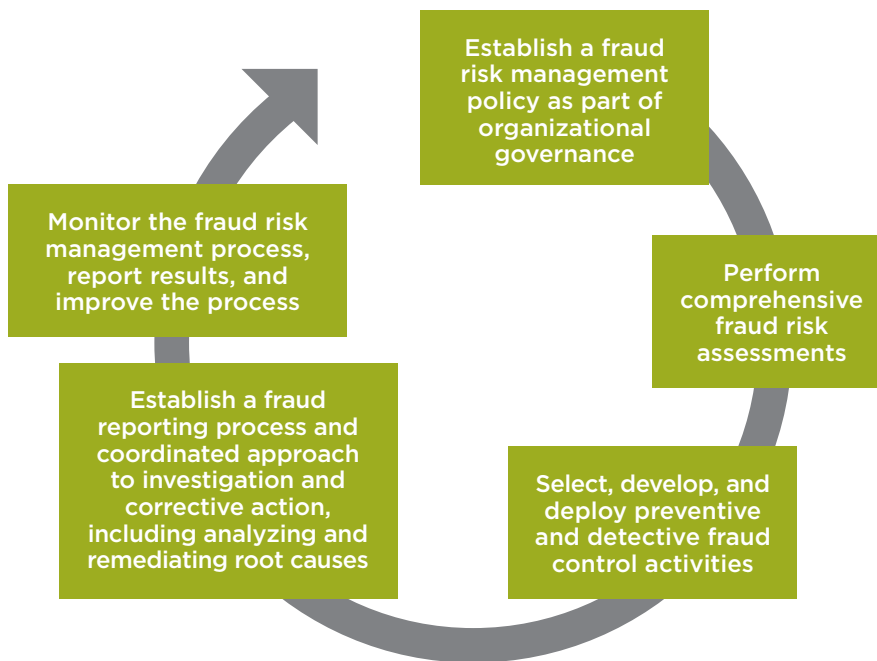 Establish a fraud
risk management
policy as part of
organizational
governance
Perform
comprehensive
fraud risk
assessments
Select, develop, and
deploy preventive
and detective fraud
control activities
Establish a fraud
reporting process and
coordinated approach
to investigation and
corrective action,
including analyzing and
remediating root causes
Monitor the fraud risk
management process,
report results, and
improve the process